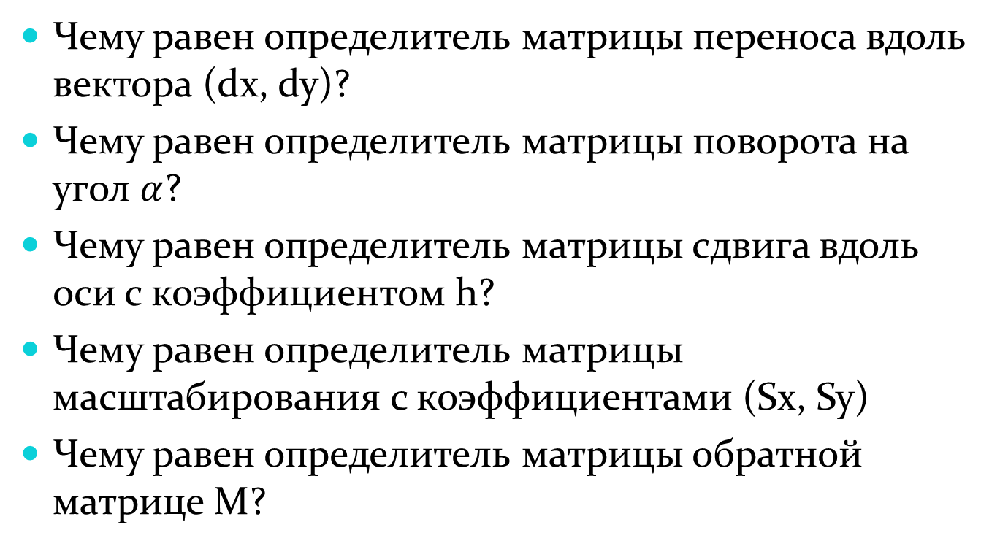 • Чему равен определитель матрицы переноса вдоль
вектора (dx, dy)?
• Чему равен определитель матрицы поворота на
угол α?
• Чему равен определитель матрицы сдвига вдоль
оси с коэффициентом h?
• Чему равен определитель матрицы
масштабирования с коэффициентами (Sx, Sy)
• Чему равен определитель матрицы обратной
матрице M?